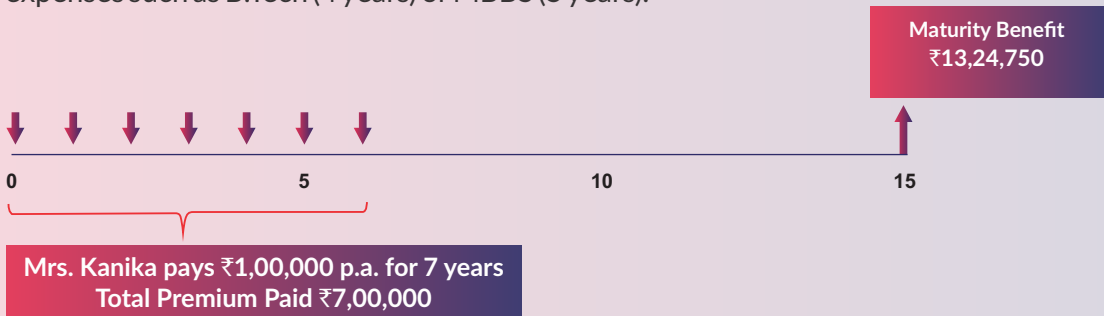 Maturity Benefit
₹13,24,750
0 5 10 15
Mrs. Kanika pays ₹1,00,000 p.a. for 7 years
Total Premium Paid ₹7,00,000